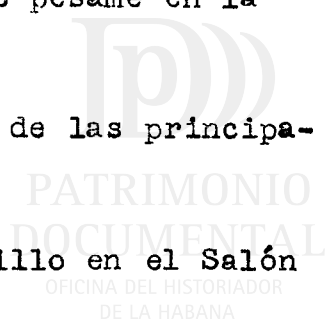 pésame en la
de las principa-
illo en el Salón
PATRIMONIO
DOCUMENTAL
OFICINA DEL HISTORIADOR
DE LA HABANA